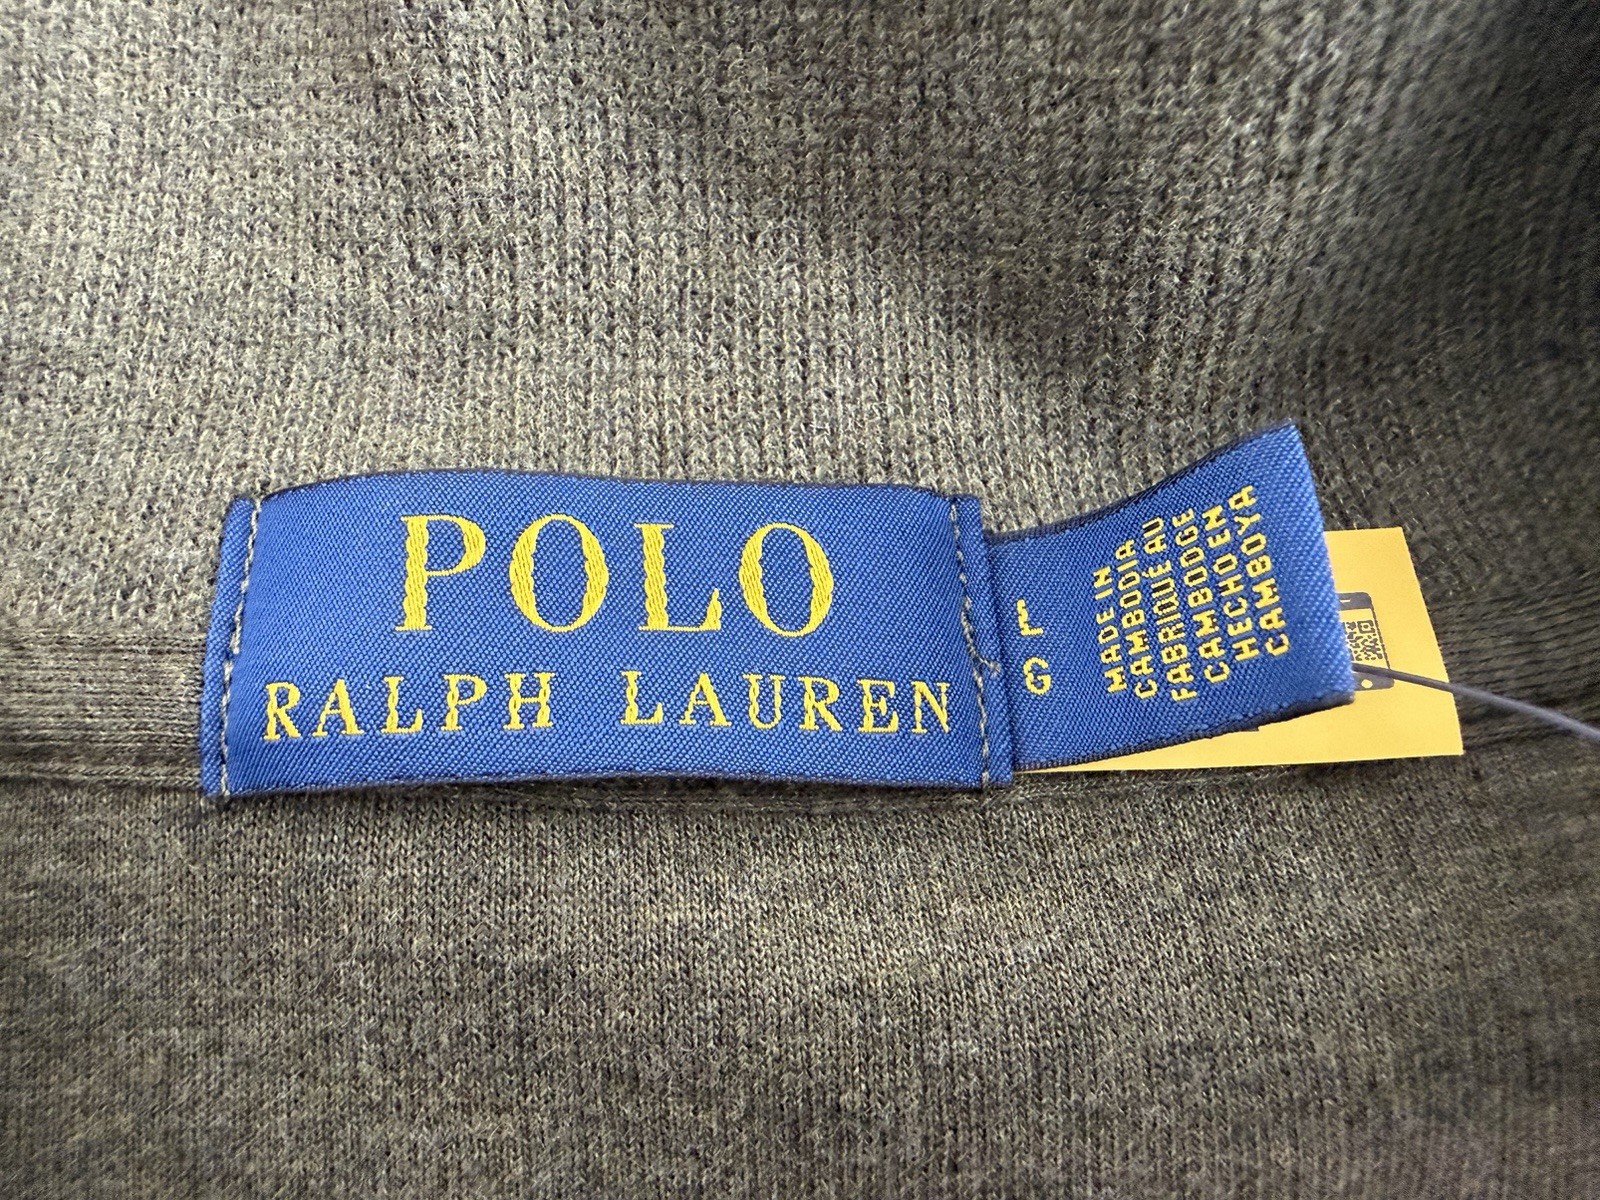 POLO
RALPH LAUREN
L
G
MADE IN
CAMBODIA
FABRIQUÉ AU
CAMBODGE
HECHO EN
CAMBOYA